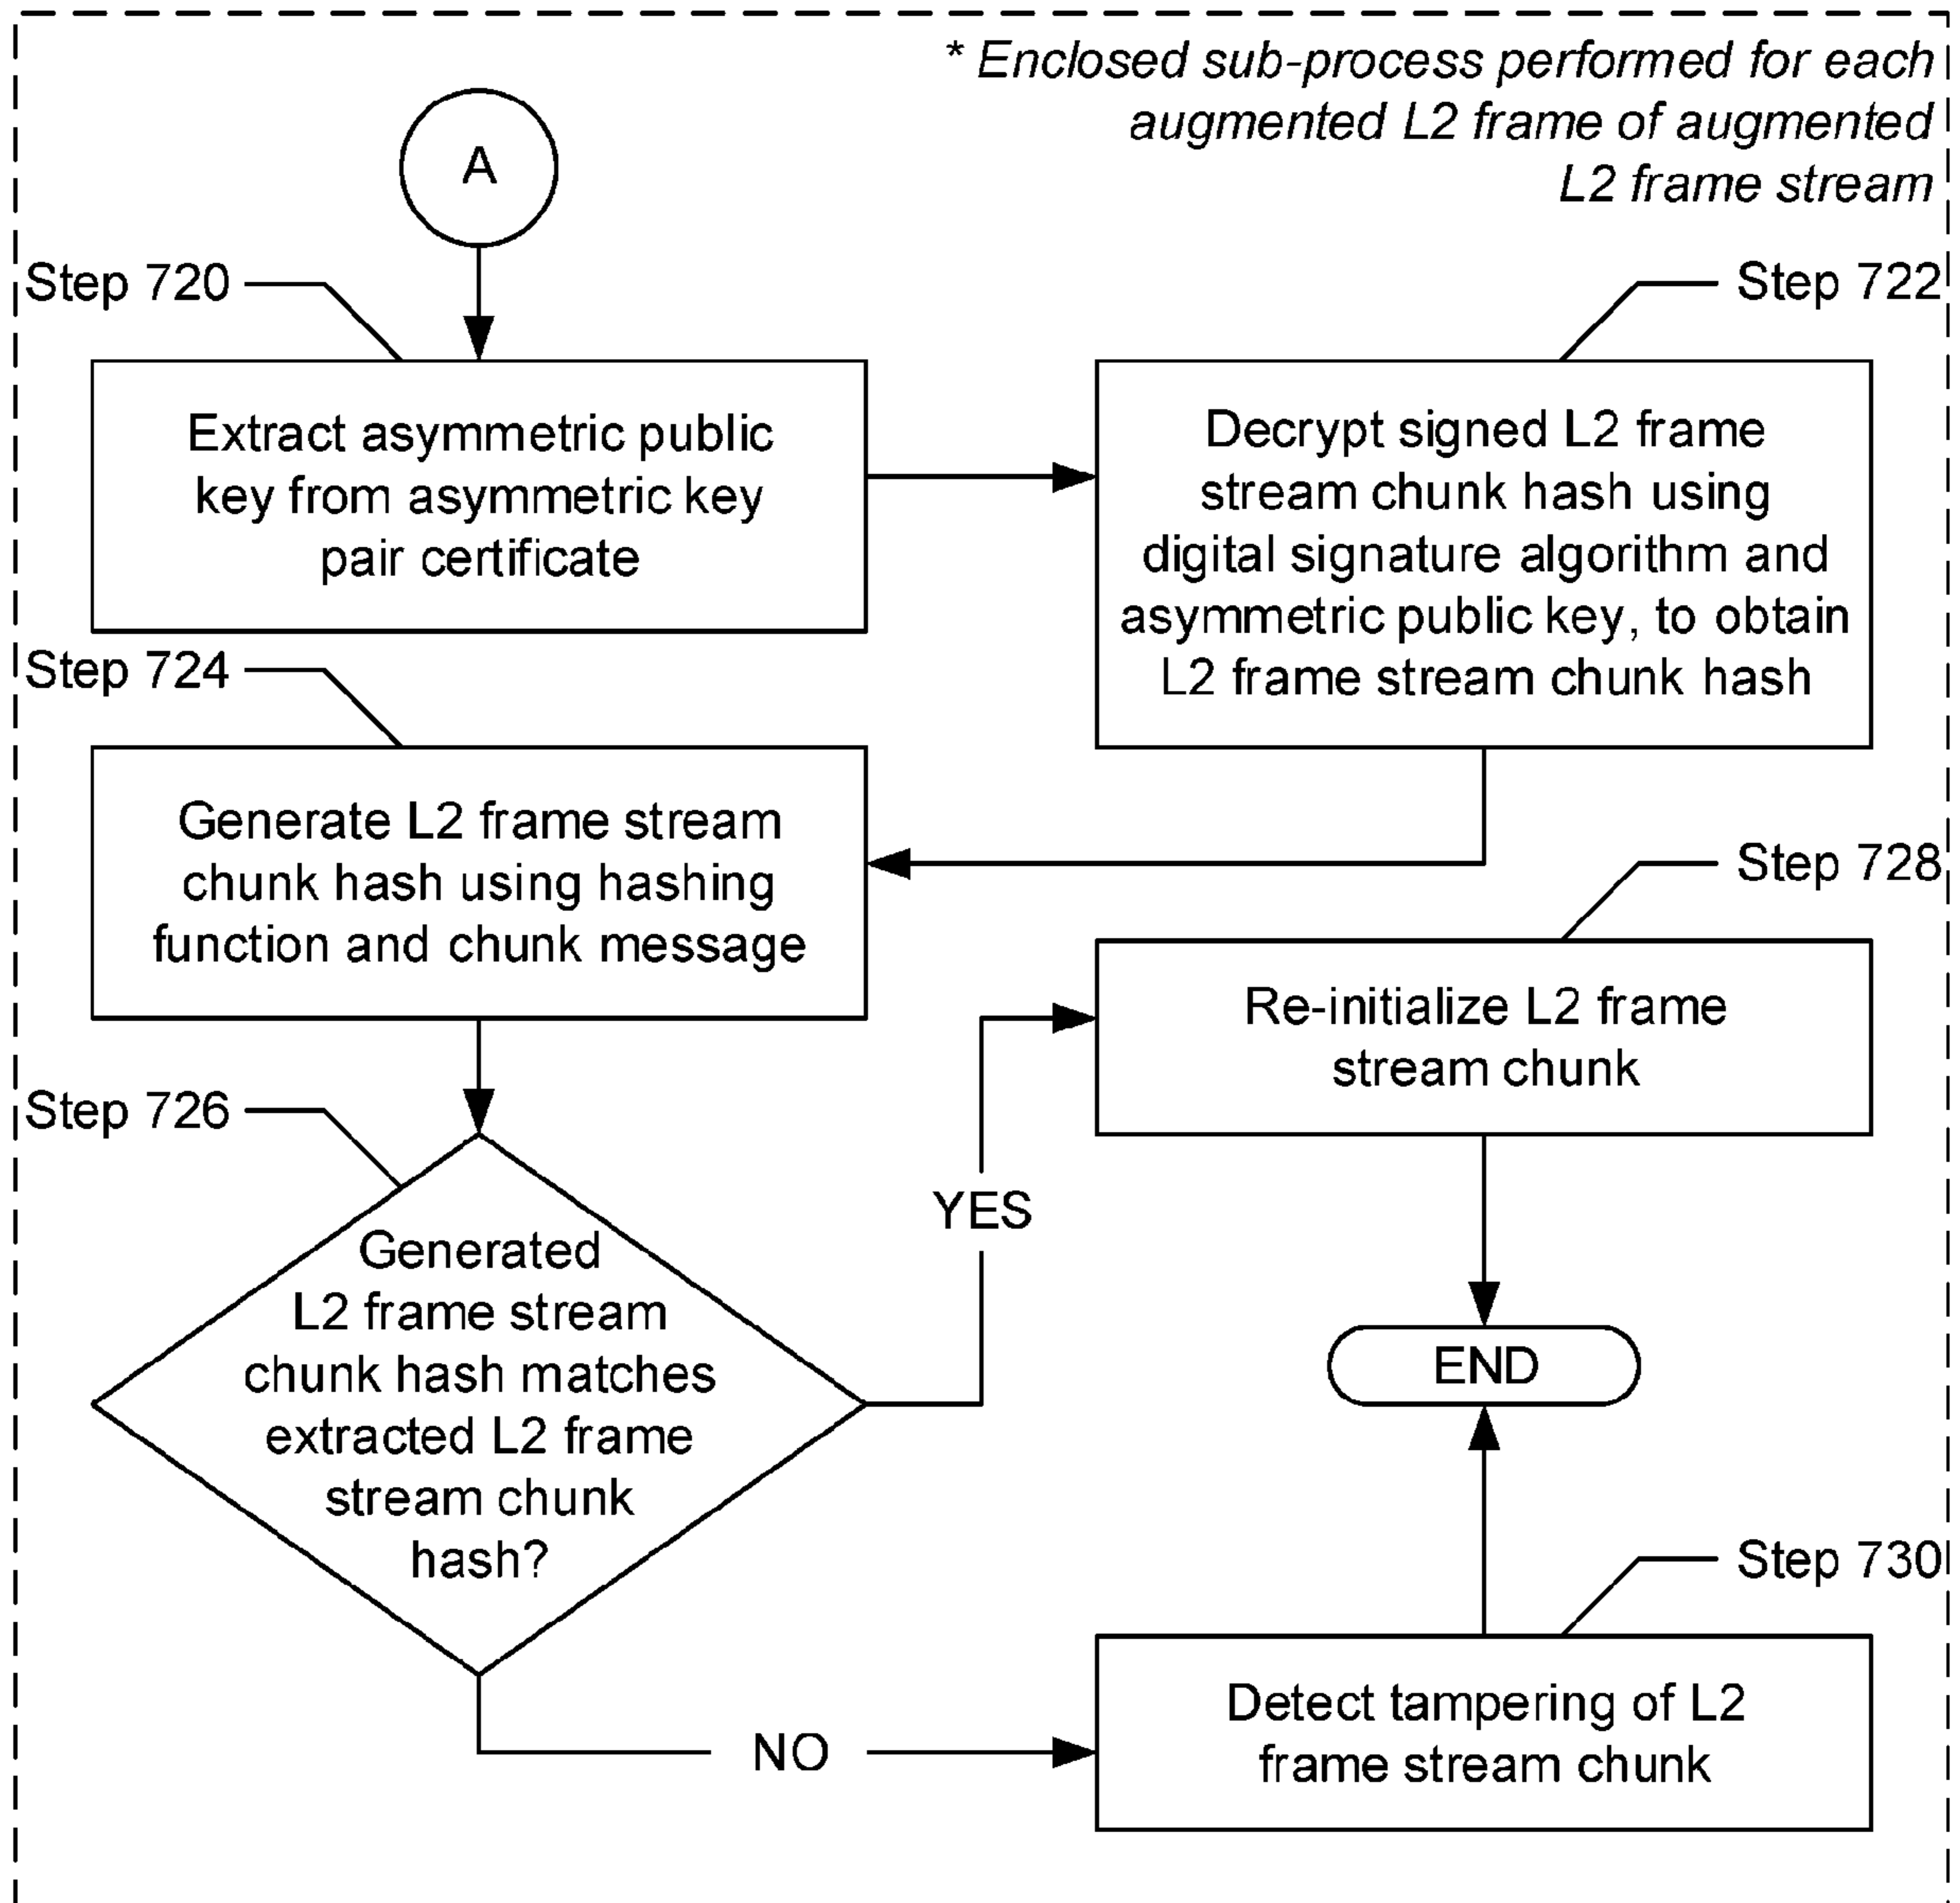 * Enclosed sub-process performed for each
augmented L2 frame of augmented
L2 frame stream
A
Step 720
Extract asymmetric public
key from asymmetric key
pair certificate
Step 722
Decrypt signed L2 frame
stream chunk hash using
digital signature algorithm and
asymmetric public key, to obtain
L2 frame stream chunk hash
Step 724
Generate L2 frame stream
chunk hash using hashing
function and chunk message
Step 726
Generated
L2 frame stream
chunk hash matches
extracted L2 frame
stream chunk
hash?
YES
Step 728
Re-initialize L2 frame
stream chunk
END
NO
Step 730
Detect tampering of L2
frame stream chunk